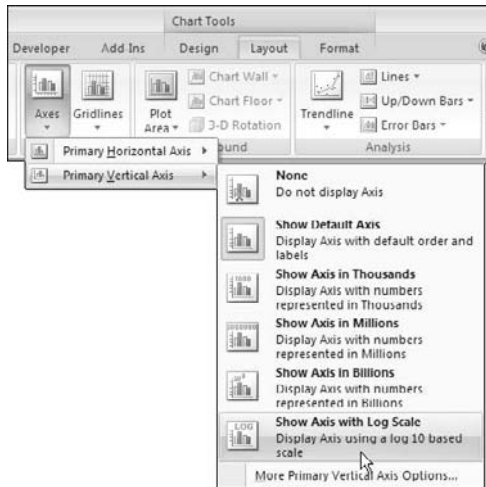 Chart Tools
Developer Add-Ins Design Layout Format
Axes
Gridlines
Plot
Area
Chart Wall
Chart Floor
3-D Rotation
Trendline
Lines
Up/Down Bars
Error Bars
Analysis
Primary Horizontal Axis
Primary Vertical Axis
None
Do not display Axis
Show Default Axis
Display Axis with default order and
labels
Show Axis in Thousands
Display Axis with numbers
represented in Thousands
Show Axis in Millions
Display Axis with numbers
represented in Millions
Show Axis in Billions
Display Axis with numbers
represented in Billions
LOG
Show Axis with Log Scale
Display Axis using a log 10 based
scale
More Primary Vertical Axis Options...